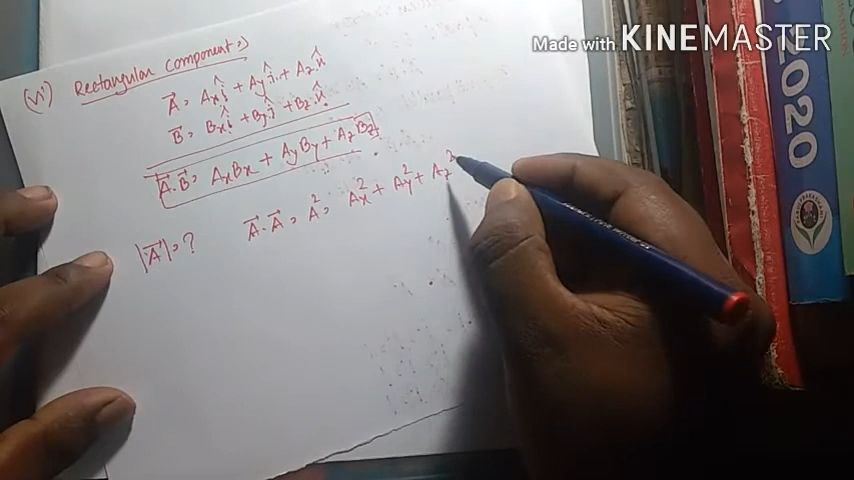 Made with KINEMASTER
(vi) Rectangular component :)
A⃗ = Axî + Ayĵ + Azk̂
B⃗ = Bxî + Byĵ + Bzk̂
A⃗·B⃗ = AxBx + AyBy + AzBz
|A⃗| = ? A⃗·A⃗ = A² = Ax² + Ay² + Az²
2020